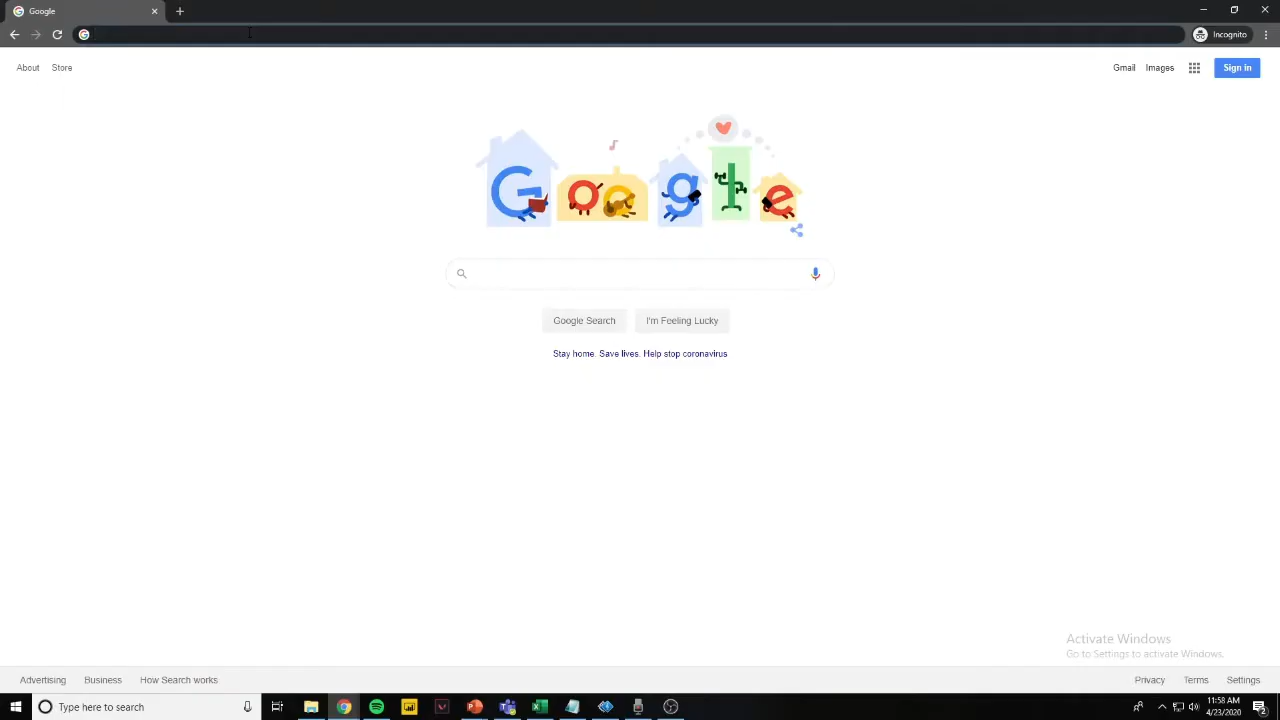 Google
Incognito
About Store
Gmail Images Sign in
Google
Google Search I'm Feeling Lucky
Stay home. Save lives. Help stop coronavirus
Activate Windows
Go to Settings to activate Windows.
Advertising Business How Search works
Privacy Terms Settings
Type here to search
11:58 AM
4/23/2020